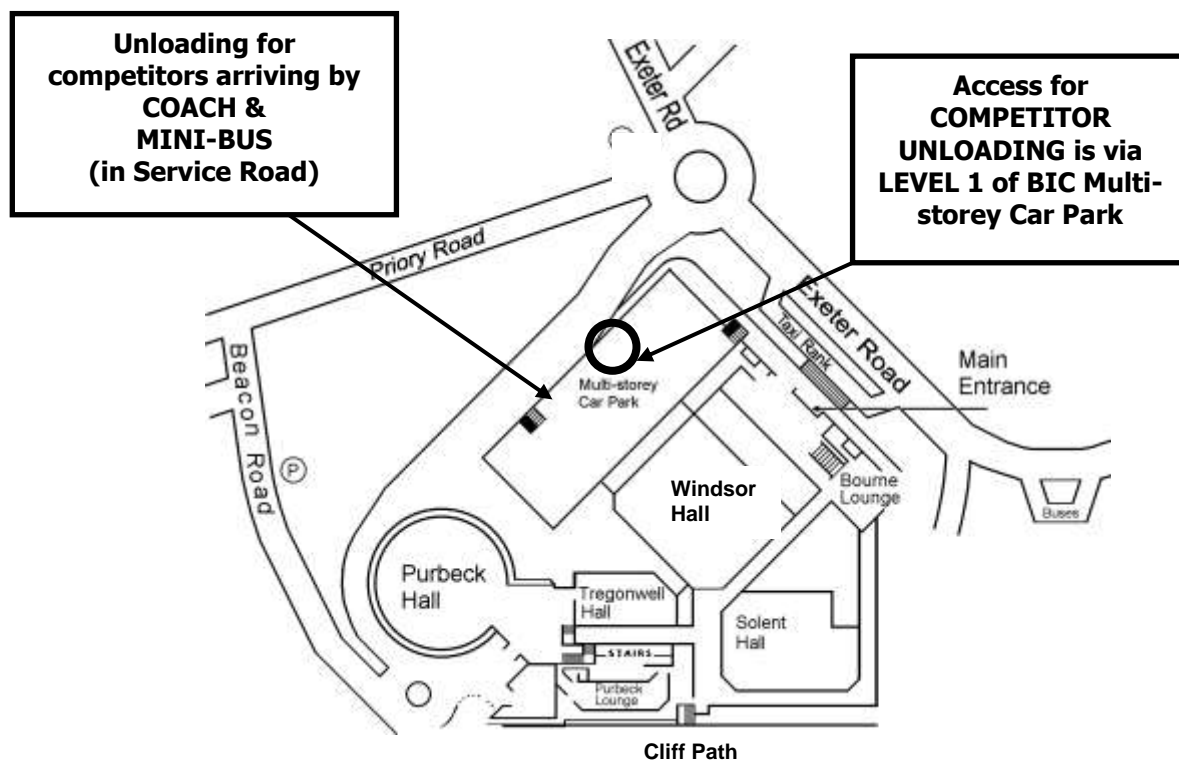 Unloading for
competitors arriving by
COACH &
MINI-BUS
(in Service Road)
Exeter Rd
Access for
COMPETITOR
UNLOADING is via
LEVEL 1 of BIC Multi-
storey Car Park
Priory Road
Exeter Road
Taxi Rank
Main
Entrance
Beacon Road
Multi-storey
Car Park
P
Windsor
Hall
Bourne
Lounge
Buses
Purbeck
Hall
Tregonwell
Hall
Solent
Hall
STAIRS
Purbeck
Lounge
Cliff Path